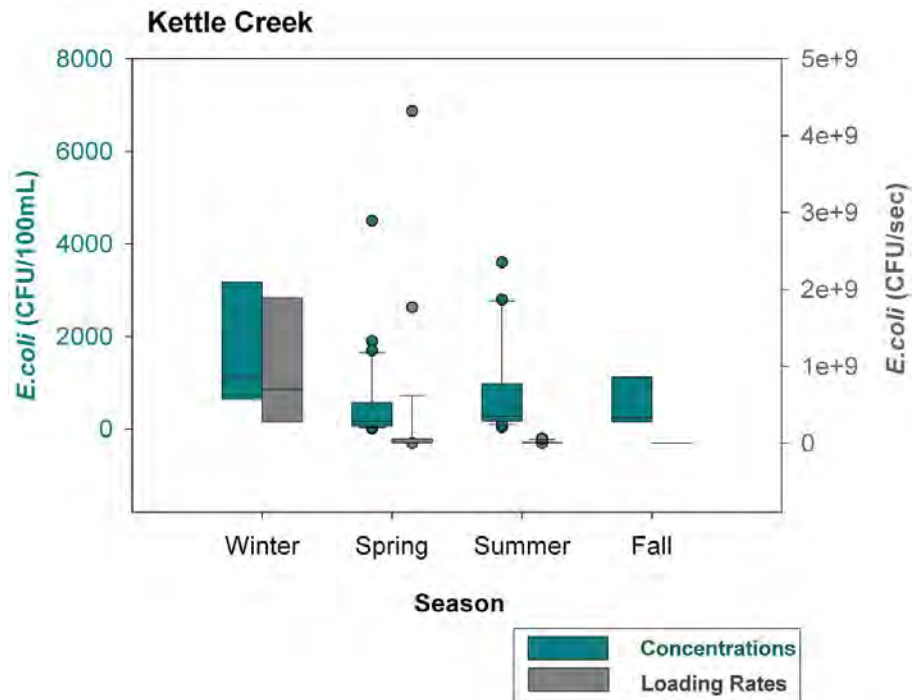 Kettle Creek
8000
6000
4000
2000
0
E.coli (CFU/100mL)
5e+9
4e+9
3e+9
2e+9
1e+9
0
E.coli (CFU/sec)
Winter Spring Summer Fall
Season
Concentrations
Loading Rates